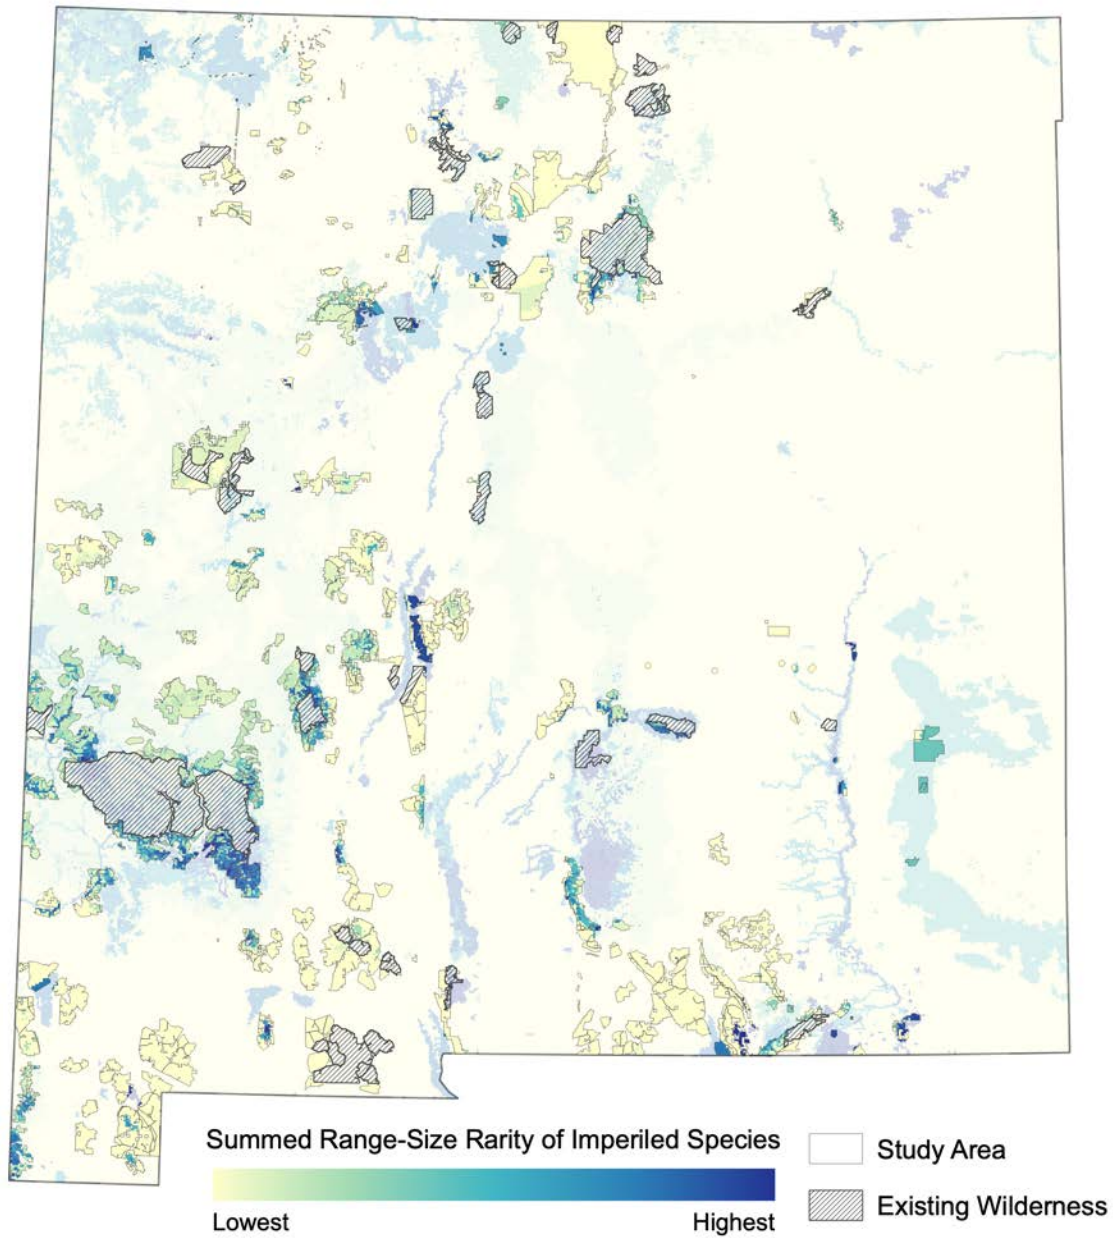 Summed Range-Size Rarity of Imperiled Species
Lowest
Highest
Study Area
Existing Wilderness